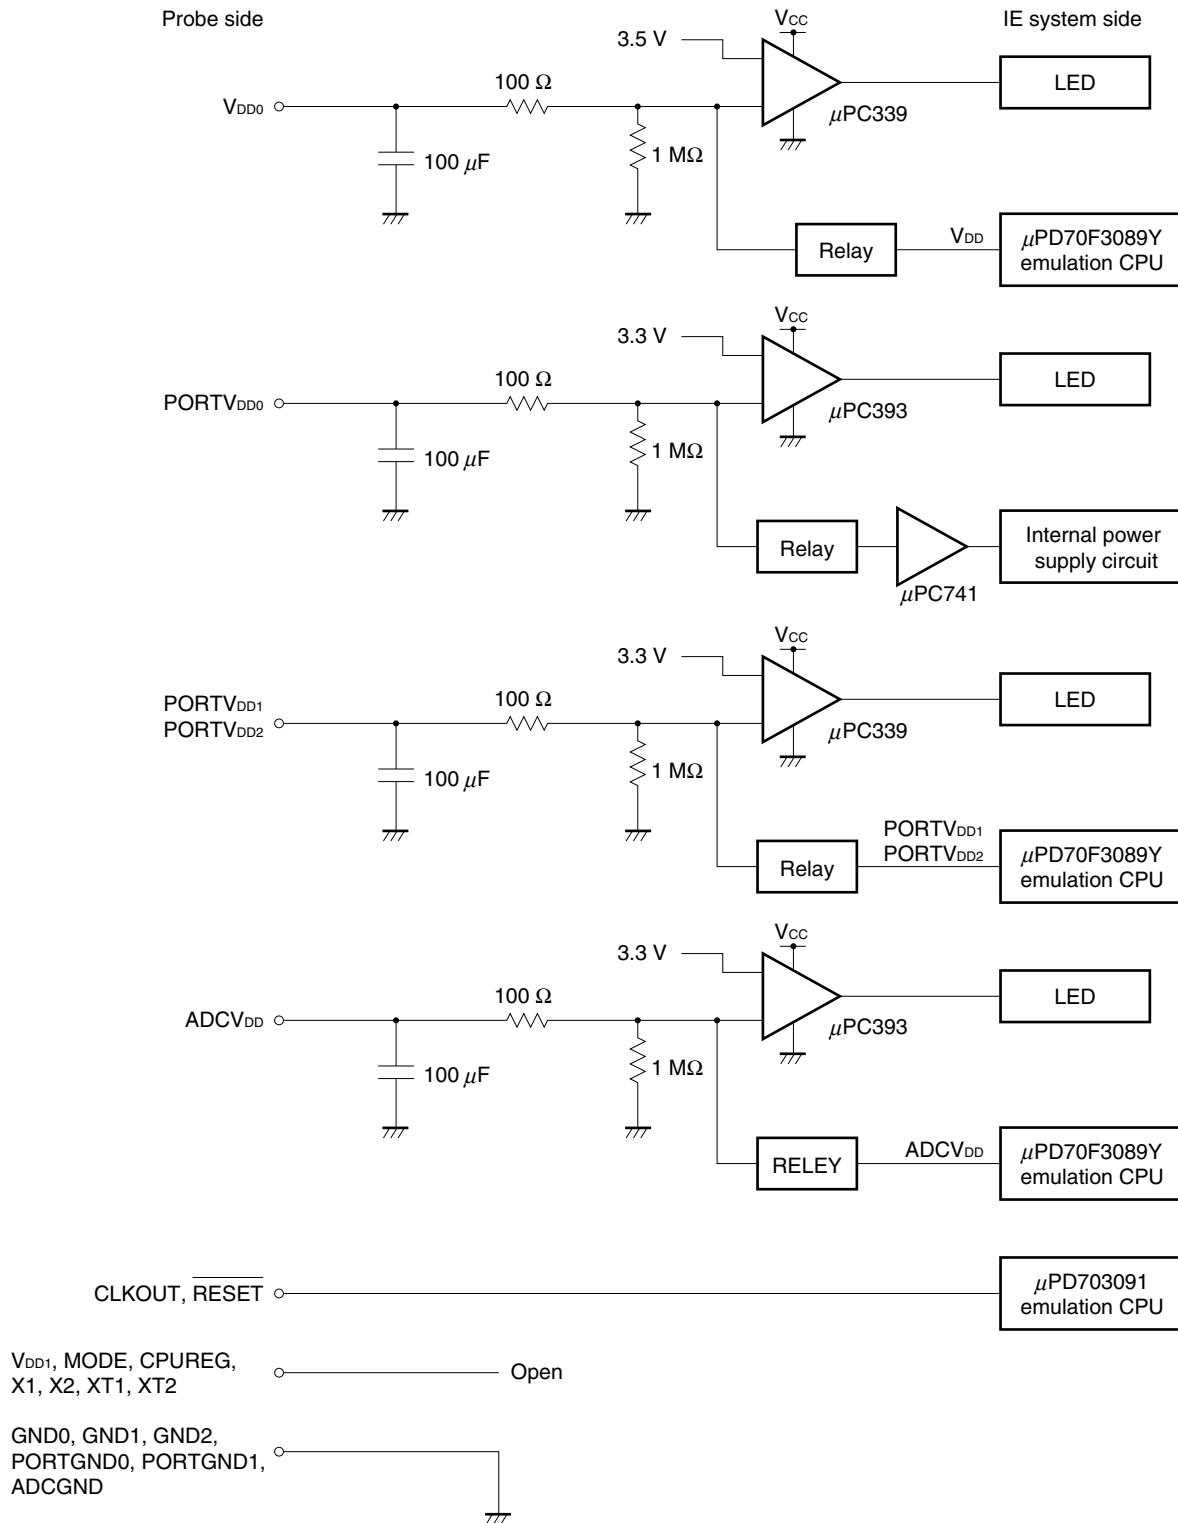 Probe side
IE system side
VCC
3.5 V
LED
100 Ω
VDD0
μPC339
100 μF
1 MΩ
Relay
VDD
μPD70F3089Y
emulation CPU
VCC
3.3 V
LED
100 Ω
PORTVDD0
μPC393
100 μF
1 MΩ
Relay
μPC741
Internal power
supply circuit
VCC
3.3 V
LED
100 Ω
PORTVDD1
PORTVDD2
μPC339
100 μF
1 MΩ
Relay
PORTVDD1
PORTVDD2
μPD70F3089Y
emulation CPU
VCC
3.3 V
LED
100 Ω
ADCVDD
μPC393
100 μF
1 MΩ
RELEY
ADCVDD
μPD70F3089Y
emulation CPU
CLKOUT, RESET
μPD703091
emulation CPU
VDD1, MODE, CPUREG,
X1, X2, XT1, XT2
Open
GND0, GND1, GND2,
PORTGND0, PORTGND1,
ADCGND